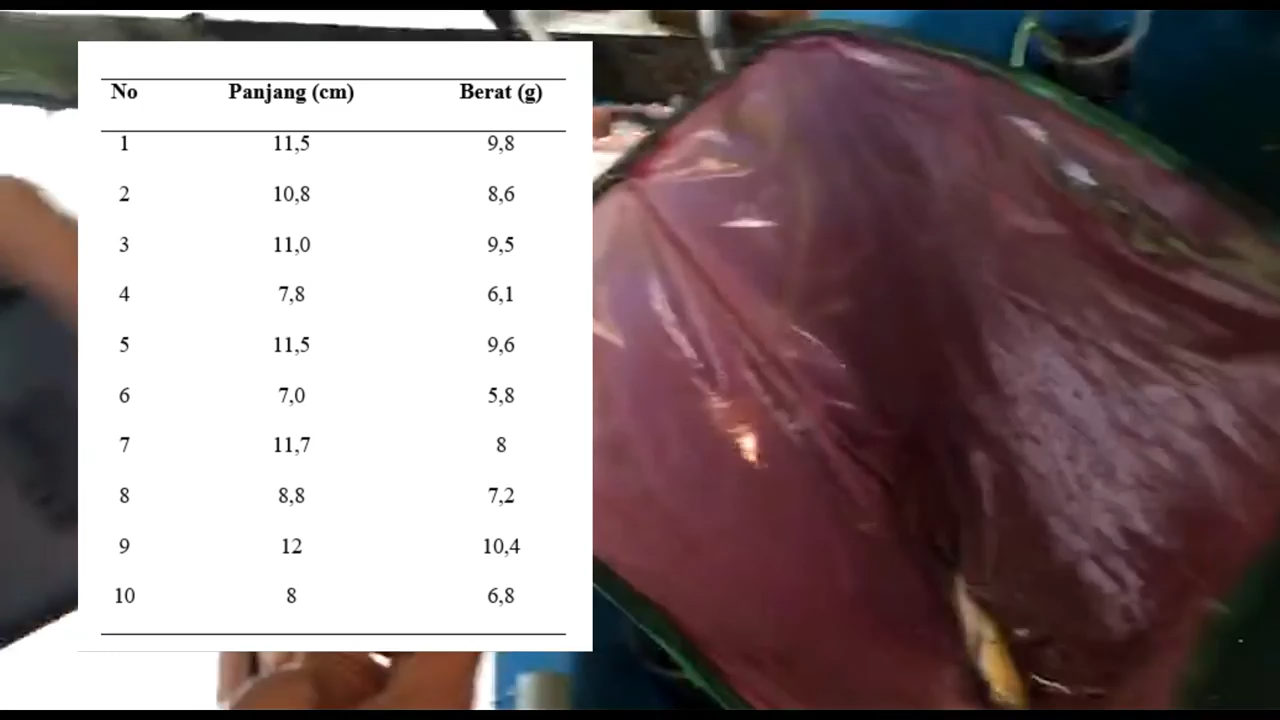 No Panjang (cm) Berat (g)
1 11,5 9,8
2 10,8 8,6
3 11,0 9,5
4 7,8 6,1
5 11,5 9,6
6 7,0 5,8
7 11,7 8
8 8,8 7,2
9 12 10,4
10 8 6,8